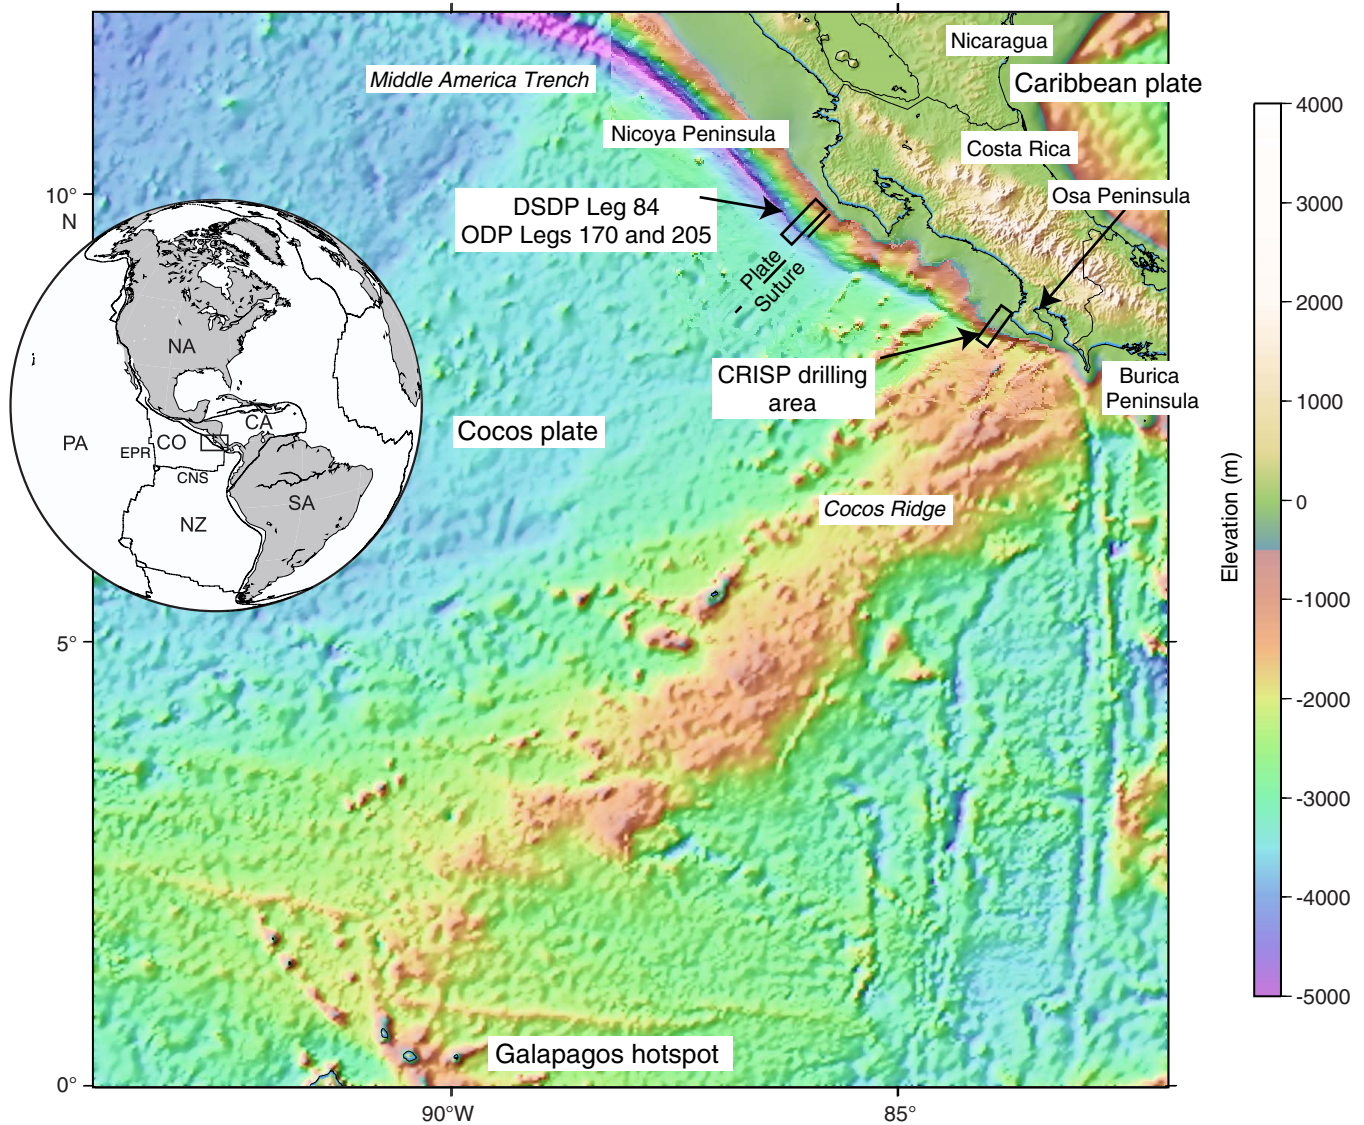 Nicaragua
Middle America Trench
Caribbean plate
Nicoya Peninsula
Costa Rica
Osa Peninsula
10°
N
DSDP Leg 84
ODP Legs 170 and 205
Plate
Suture
CRISP drilling
area
Burica
Peninsula
Cocos plate
Cocos Ridge
NA
CA
PA
EPR
CO
CNS
SA
NZ
5°
Galapagos hotspot
0°
90°W
85°
Elevation (m)
4000
3000
2000
1000
0
-1000
-2000
-3000
-4000
-5000